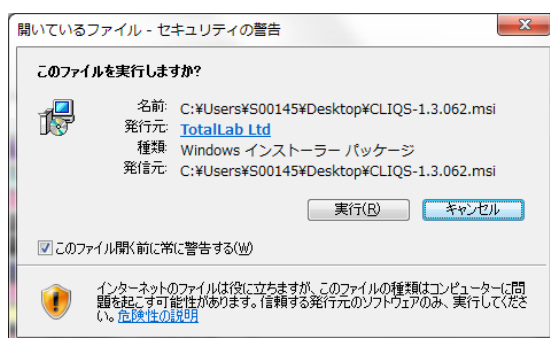 開いているファイル - セキュリティの警告
このファイルを実行しますか?
名前: C:¥Users¥S00145¥Desktop¥CLIQS-1.3.062.msi
発行元: TotalLab Ltd
種類: Windows インストーラー パッケージ
発信元: C:¥Users¥S00145¥Desktop¥CLIQS-1.3.062.msi
実行(R) キャンセル
このファイル開く前に常に警告する(W)
インターネットのファイルは役に立ちますが、このファイルの種類はコンピューターに問
題を起こす可能性があります。信頼する発行元のソフトウェアのみ、実行してくださ
い。危険性の説明